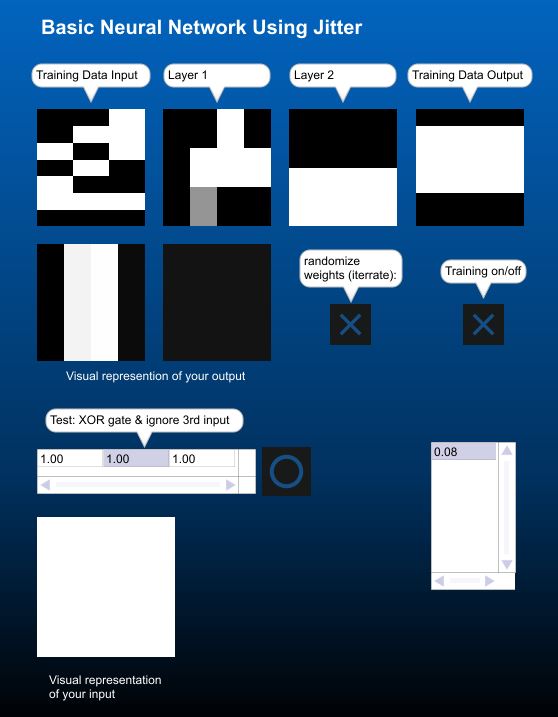 Basic Neural Network Using Jitter
Training Data Input
Layer 1
Layer 2
Training Data Output
randomize
weights (iterrate):
Training on/off
Visual represention of your output
Test: XOR gate & ignore 3rd input
1.00 1.00 1.00
0.08
Visual representation
of your input